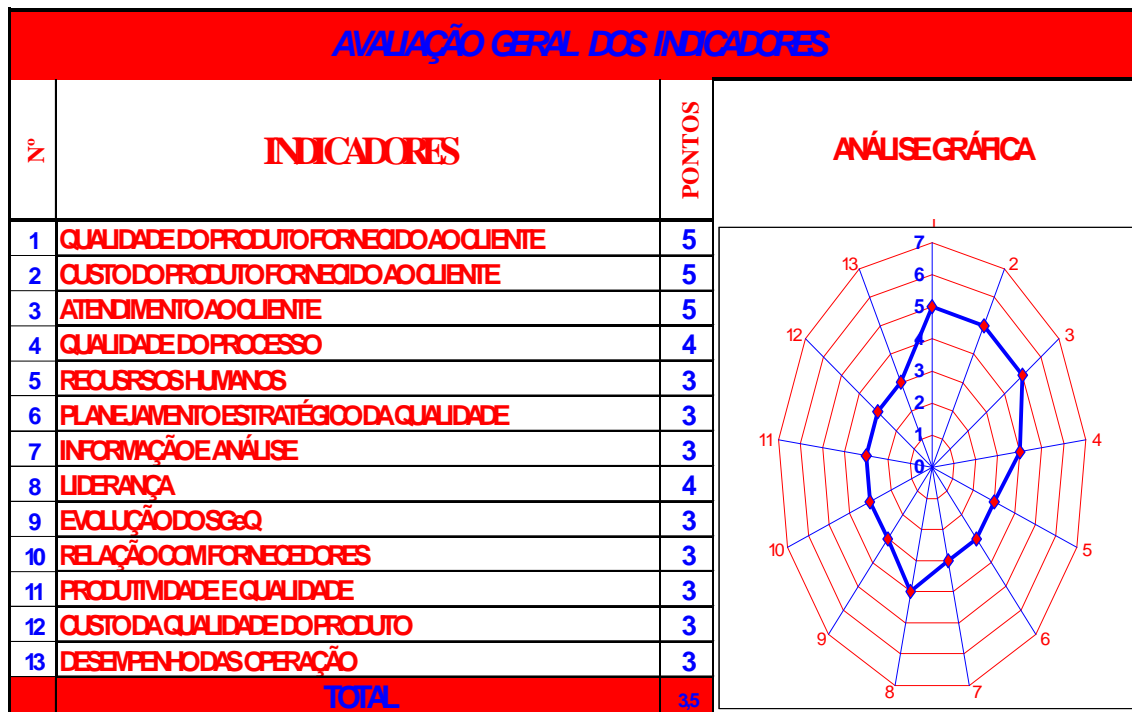 AVALIAÇÃO GERAL DOS INDICADORES
Nº INDICADORES PONTOS ANÁLISE GRÁFICA
1 QUALIDADE DO PRODUTO FORNECIDO AO CLIENTE 5
2 CUSTO DO PRODUTO FORNECIDO AO CLIENTE 5
3 ATENDIMENTO AO CLIENTE 5
4 QUALIDADE DO PROCESSO 4
5 RECUSRSOS HUMANOS 3
6 PLANEJAMENTO ESTRATÉGICO DA QUALIDADE 3
7 INFORMAÇÃO E ANÁLISE 3
8 LIDERANÇA 4
9 EVOLUÇÃO DO SGeQ 3
10 RELAÇÃO COM FORNECEDORES 3
11 PRODUTIVIDADE E QUALIDADE 3
12 CUSTO DA QUALIDADE DO PRODUTO 3
13 DESEMPENHO DAS OPERAÇÃO 3
TOTAL 3,5
1
7
13 2
6
5
12 3
4
3
2
11 4
1
0
10 5
9 6
8 7